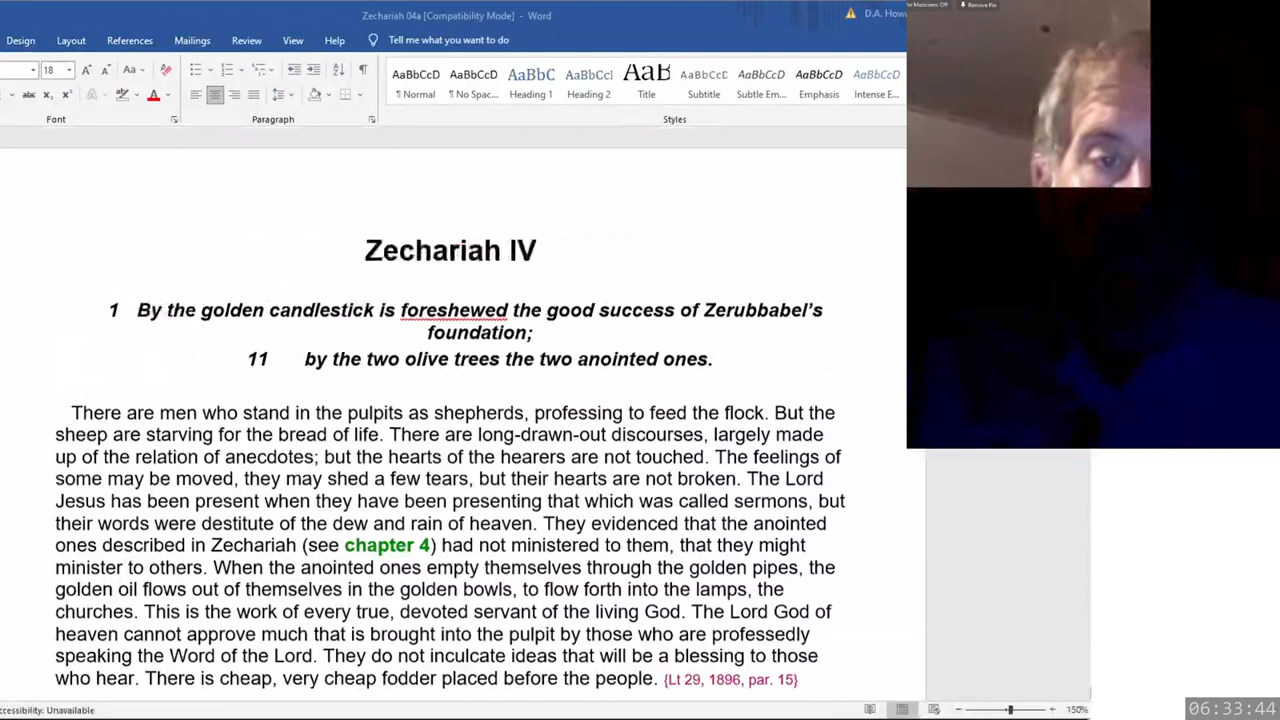 Zechariah 04a [Compatibility Mode] - Word
D.A. How
for Musicians: Off Remove Pin
Design Layout References Mailings Review View Help Tell me what you want to do
18 Aa
AaBbCcD AaBbCcD AaBbC AaBbCcI AaB AaBbCcD AaBbCcD AaBbCcD AaBbCcD
¶ Normal ¶ No Spac... Heading 1 Heading 2 Title Subtitle Subtle Em... Emphasis Intense E...
Font Paragraph Styles
Zechariah IV
1 By the golden candlestick is foreshewed the good success of Zerubbabel’s
foundation;
11 by the two olive trees the two anointed ones.
There are men who stand in the pulpits as shepherds, professing to feed the flock. But the
sheep are starving for the bread of life. There are long-drawn-out discourses, largely made
up of the relation of anecdotes; but the hearts of the hearers are not touched. The feelings of
some may be moved, they may shed a few tears, but their hearts are not broken. The Lord
Jesus has been present when they have been presenting that which was called sermons, but
their words were destitute of the dew and rain of heaven. They evidenced that the anointed
ones described in Zechariah (see chapter 4) had not ministered to them, that they might
minister to others. When the anointed ones empty themselves through the golden pipes, the
golden oil flows out of themselves in the golden bowls, to flow forth into the lamps, the
churches. This is the work of every true, devoted servant of the living God. The Lord God of
heaven cannot approve much that is brought into the pulpit by those who are professedly
speaking the Word of the Lord. They do not inculcate ideas that will be a blessing to those
who hear. There is cheap, very cheap fodder placed before the people. {Lt 29, 1896, par. 15}
ccessibility: Unavailable
150%
06:33:44